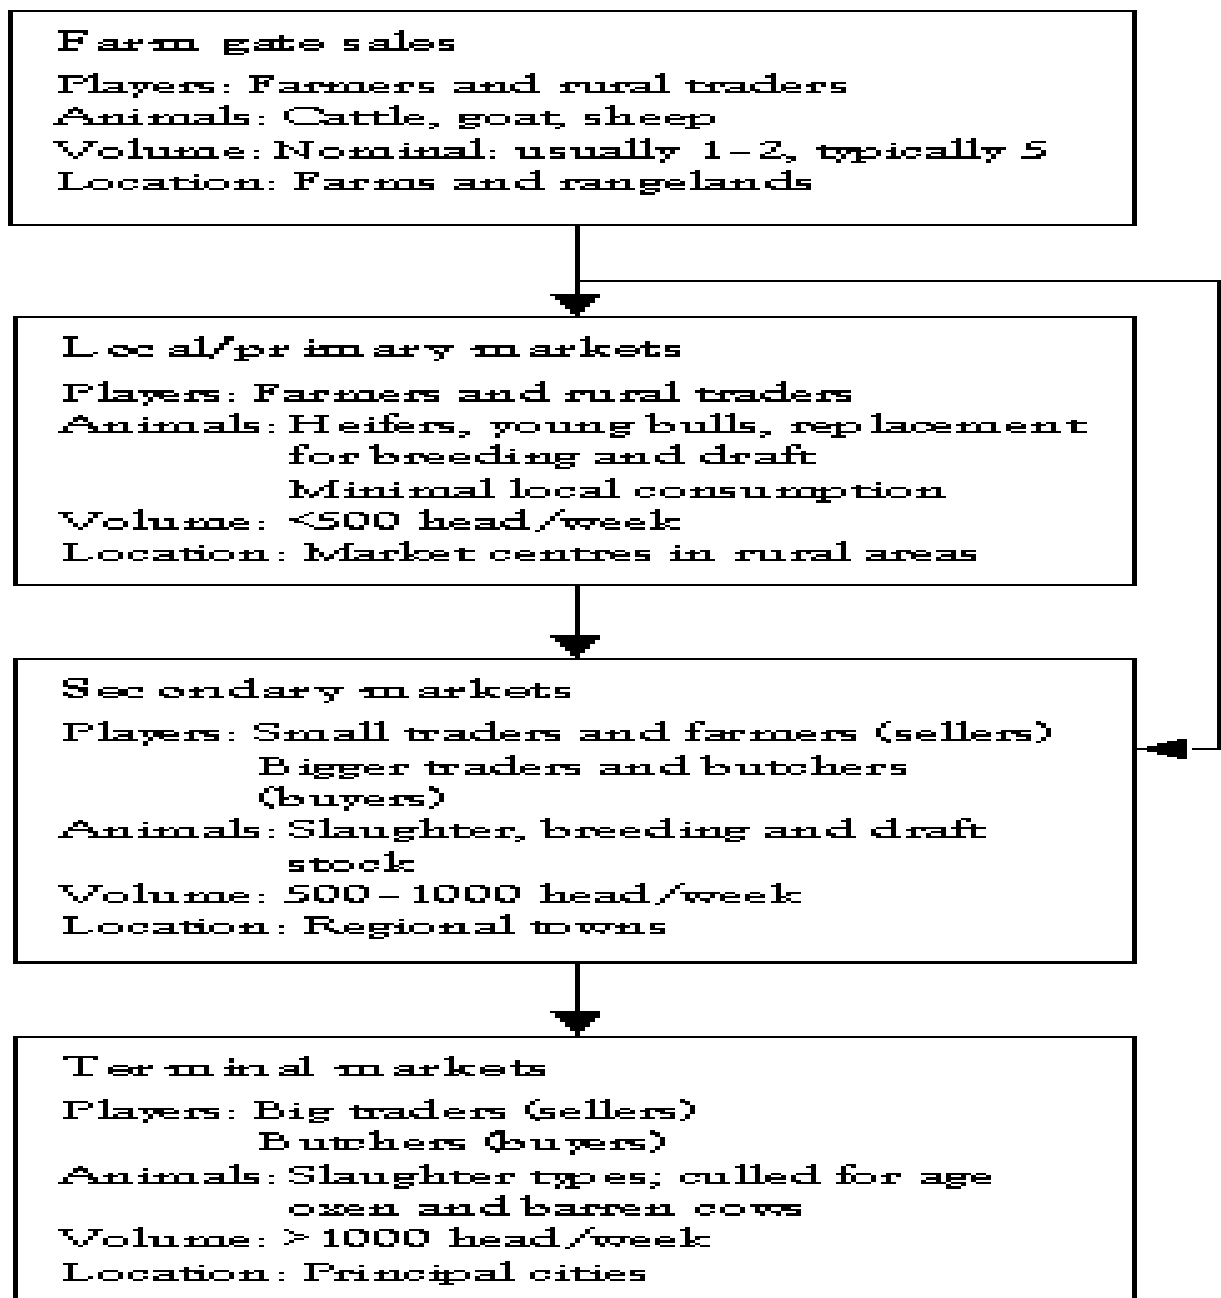 Farm gate sales
Players: Farmers and rural traders
Animals: Cattle, goat, sheep
Volume: Nominal: usually 1-2, typically 5
Location: Farms and rangelands
Local/primary markets
Players: Farmers and rural traders
Animals: Heifers, young bulls, replacement
for breeding and draft
Minimal local consumption
Volume: <500 head/week
Location: Market centres in rural areas
Secondary markets
Players: Small traders and farmers (sellers)
Bigger traders and butchers
(buyers)
Animals: Slaughter, breeding and draft
stock
Volume: 500-1000 head/week
Location: Regional towns
Terminal markets
Players: Big traders (sellers)
Butchers (buyers)
Animals: Slaughter types; culled for age
oxen and barren cows
Volume: >1000 head/week
Location: Principal cities